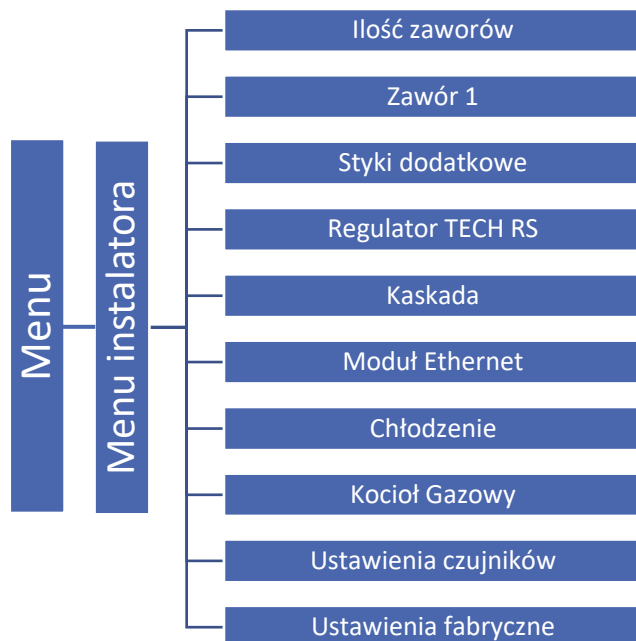 Menu
Menu instalatora
Ilość zaworów
Zawór 1
Styki dodatkowe
Regulator TECH RS
Kaskada
Moduł Ethernet
Chłodzenie
Kocioł Gazowy
Ustawienia czujników
Ustawienia fabryczne